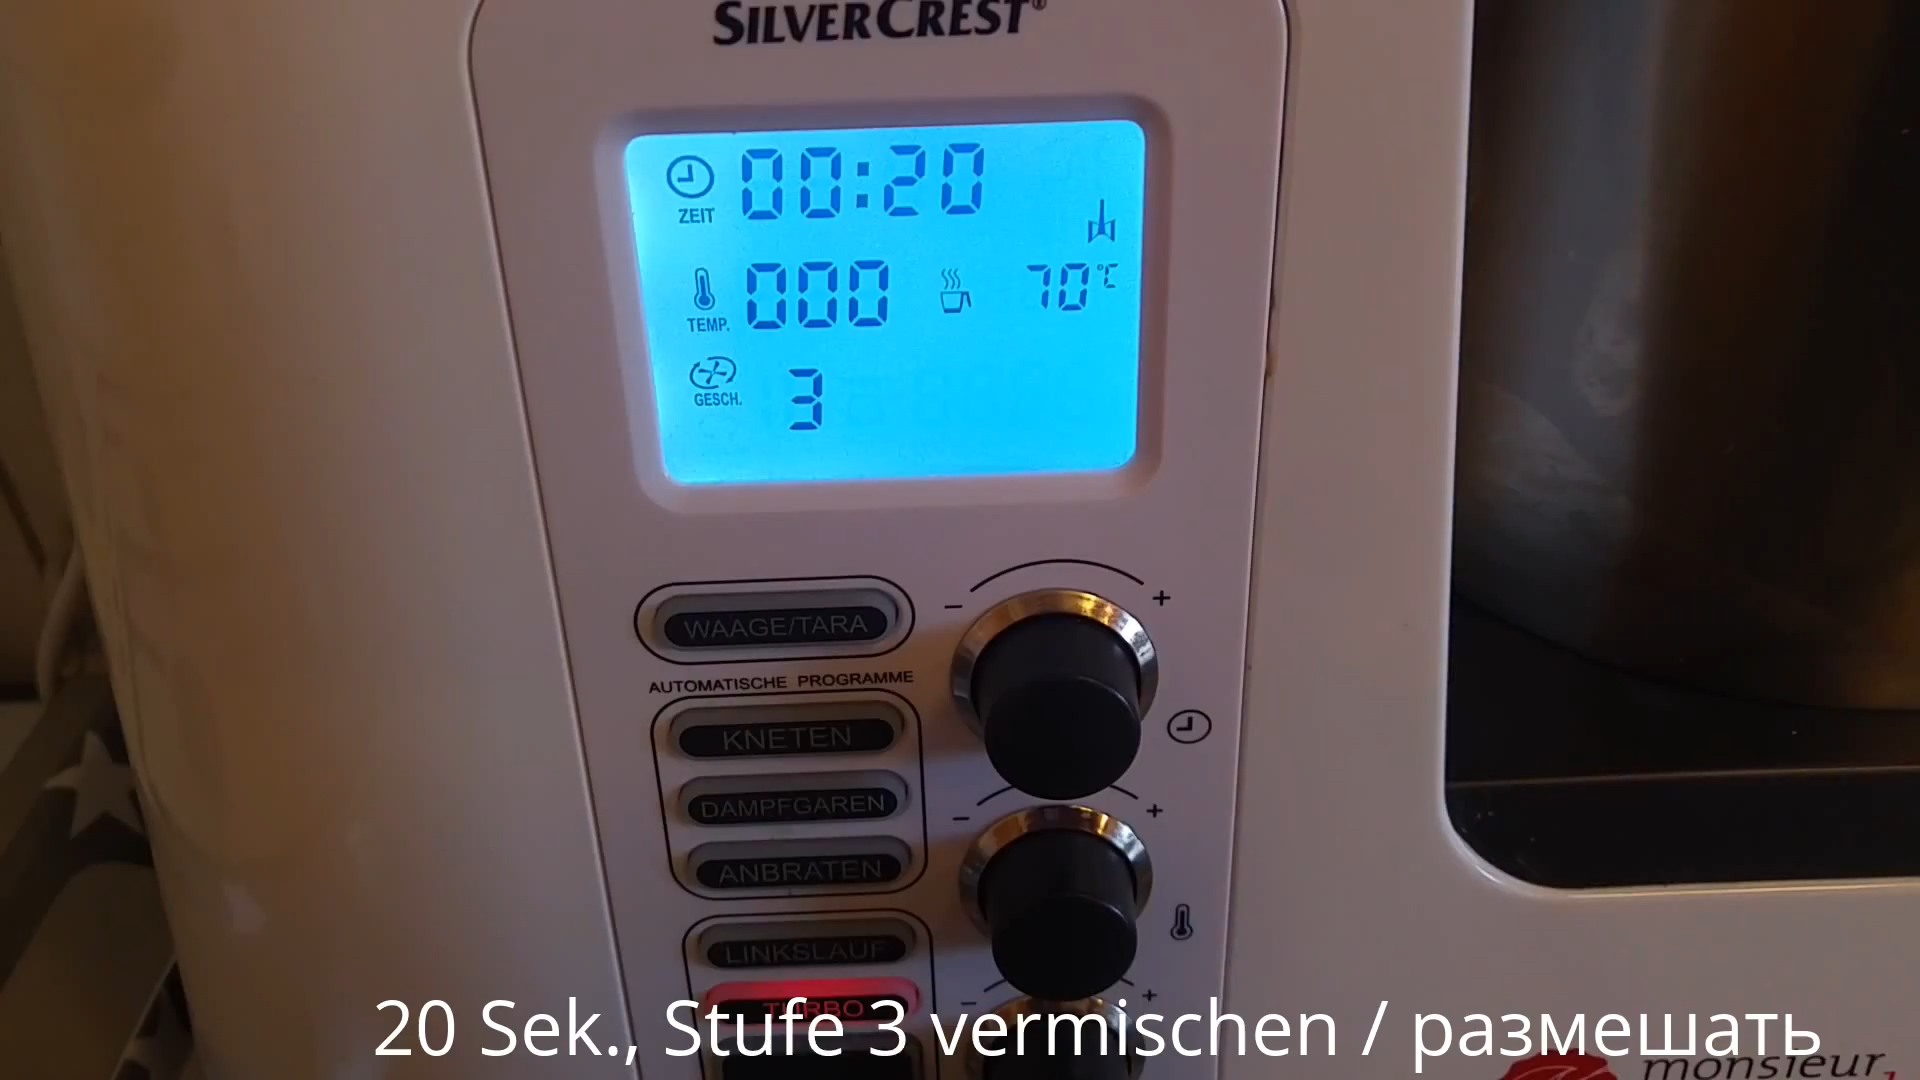 SILVERCREST®
00:20
ZEIT
000 70°C
TEMP.
3
GESCH.
WAAGE/TARA
AUTOMATISCHE PROGRAMME
KNETEN
DAMPFGAREN
ANBRATEN
LINKSLAUF
TURBO
20 Sek., Stufe 3 vermischen / размешать
monsieur